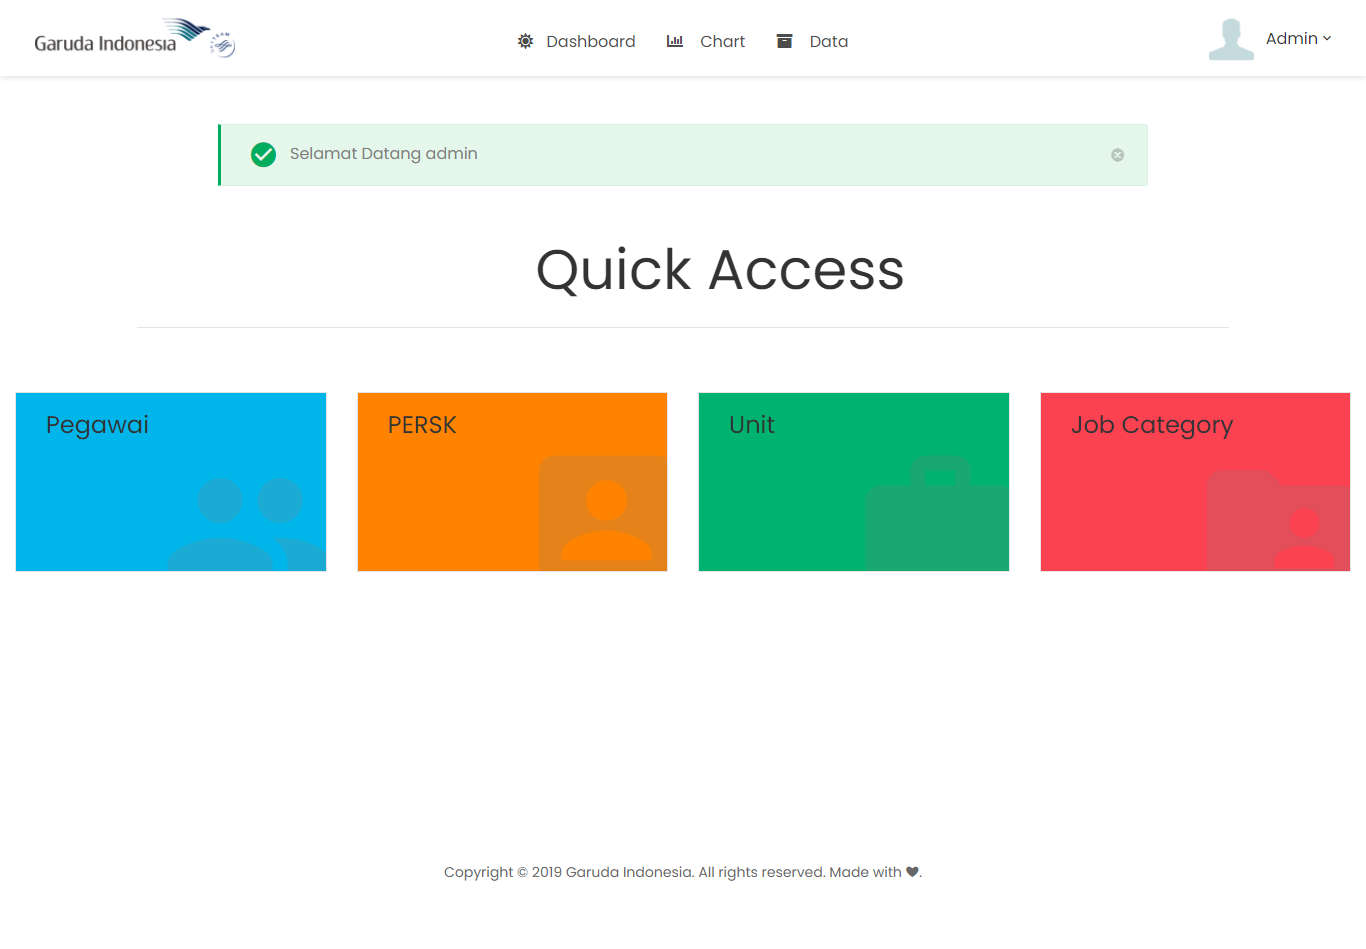 Garuda Indonesia
Dashboard
Chart
Data
Admin
Selamat Datang admin
Quick Access
Pegawai
PERSK
Unit
Job Category
Copyright © 2019 Garuda Indonesia. All rights reserved. Made with ♥.